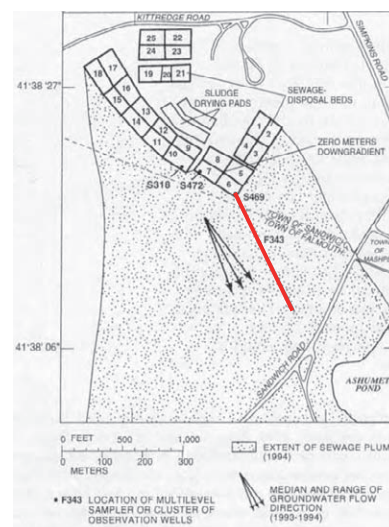 KITTREDGE ROAD
SIMPKINS ROAD
25 22
24 23
19 20 21
18 17
16
15
14 13
12
11
10 9
SLUDGE
DRYING PADS
SEWAGE-
DISPOSAL BEDS
1
2
4 3
8
7 5
6
ZERO METERS
DOWNGRADIENT
41°38'27"
S318
S472
S469
TOWN OF SANDWICH
TOWN OF FALMOUTH
F343
TOWN
OF
MASHPEE
41°38'06"
SANDWICH ROAD
ASHUMET
POND
0 FEET 500 1,000
0 100 200 300
METERS
EXTENT OF SEWAGE PLUME
(1994)
• F343 LOCATION OF MULTILEVEL
SAMPLER OR CLUSTER OF
OBSERVATION WELLS
MEDIAN AND RANGE OF
GROUNDWATER FLOW
DIRECTION
(1993-1994)